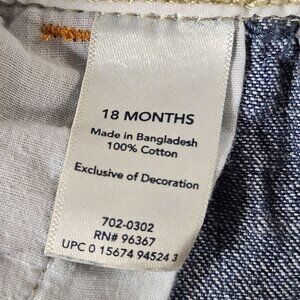 18 MONTHS
Made in Bangladesh
100% Cotton
Exclusive of Decoration
702-0302
RN# 96367
UPC 0 15674 94524 3